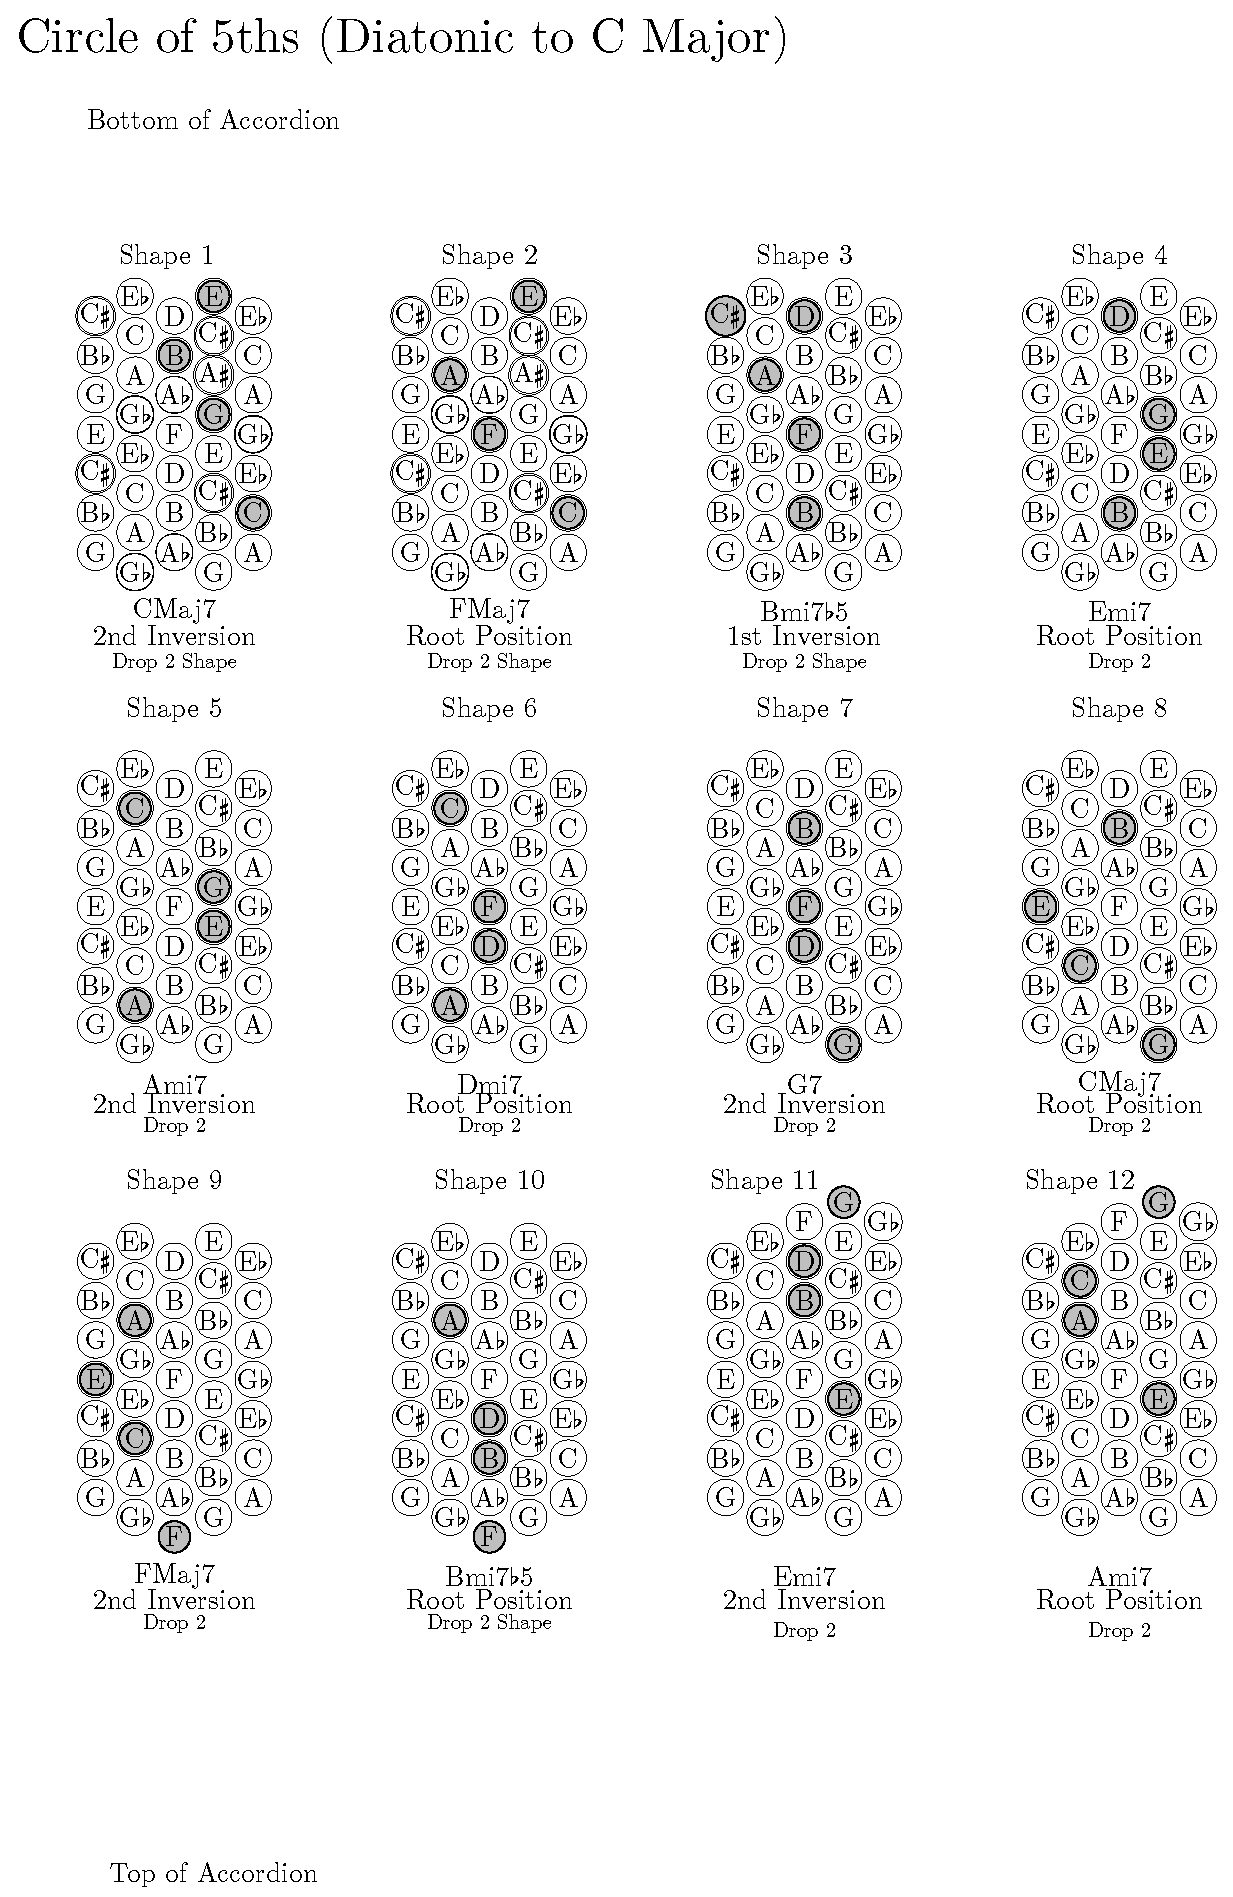 Circle of 5ths (Diatonic to C Major)
Bottom of Accordion
Shape 1 Shape 2 Shape 3 Shape 4
E♭ E E♭ E E♭ E E♭ E
C♯ D E♭ C♯ D E♭ C♯ D E♭ C♯ D E♭
C C♯ C C♯ C C♯ C C♯
B♭ B C B♭ B C B♭ B C B♭ B C
A A♯ A A♯ A B♭ A B♭
G A♭ A G A♭ A G A♭ A G A♭ A
G♭ G G♭ G G♭ G G♭ G
E F G♭ E F G♭ E F G♭ E F G♭
E♭ E E♭ E E♭ E E♭ E
C♯ D E♭ C♯ D E♭ C♯ D E♭ C♯ D E♭
C C♯ C C♯ C C♯ C C♯
B♭ B C B♭ B C B♭ B C B♭ B C
A B♭ A B♭ A B♭ A B♭
G A♭ A G A♭ A G A♭ A G A♭ A
G♭ G G♭ G G♭ G G♭ G
CMaj7 FMaj7 Bmi7♭5 Emi7
2nd Inversion Root Position 1st Inversion Root Position
Drop 2 Shape Drop 2 Shape Drop 2 Shape Drop 2
Shape 5 Shape 6 Shape 7 Shape 8
E♭ E E♭ E E♭ E E♭ E
C♯ D E♭ C♯ D E♭ C♯ D E♭ C♯ D E♭
C C♯ C C♯ C C♯ C C♯
B♭ B C B♭ B C B♭ B C B♭ B C
A B♭ A B♭ A B♭ A B♭
G A♭ A G A♭ A G A♭ A G A♭ A
G♭ G G♭ G G♭ G G♭ G
E F G♭ E F G♭ E F G♭ E F G♭
E♭ E E♭ E E♭ E E♭ E
C♯ D E♭ C♯ D E♭ C♯ D E♭ C♯ D E♭
C C♯ C C♯ C C♯ C C♯
B♭ B C B♭ B C B♭ B C B♭ B C
A B♭ A B♭ A B♭ A B♭
G A♭ A G A♭ A G A♭ A G A♭ A
G♭ G G♭ G G♭ G G♭ G
Ami7 Dmi7 G7 CMaj7
2nd Inversion Root Position 2nd Inversion Root Position
Drop 2 Drop 2 Drop 2 Drop 2
Shape 9 Shape 10 Shape 11 Shape 12
G G
F G♭ F G♭
E♭ E E♭ E E♭ E E♭ E
C♯ D E♭ C♯ D E♭ C♯ D E♭ C♯ D E♭
C C♯ C C♯ C C♯ C C♯
B♭ B C B♭ B C B♭ B C B♭ B C
A B♭ A B♭ A B♭ A B♭
G A♭ A G A♭ A G A♭ A G A♭ A
G♭ G G♭ G G♭ G G♭ G
E F G♭ E F G♭ E F G♭ E F G♭
E♭ E E♭ E E♭ E E♭ E
C♯ D E♭ C♯ D E♭ C♯ D E♭ C♯ D E♭
C C♯ C C♯ C C♯ C C♯
B♭ B C B♭ B C B♭ B C B♭ B C
A B♭ A B♭ A B♭ A B♭
G A♭ A G A♭ A G A♭ A G A♭ A
G♭ G G♭ G G♭ G G♭ G
F F
FMaj7 Bmi7♭5 Emi7 Ami7
2nd Inversion Root Position 2nd Inversion Root Position
Drop 2 Drop 2 Shape Drop 2 Drop 2
Top of Accordion